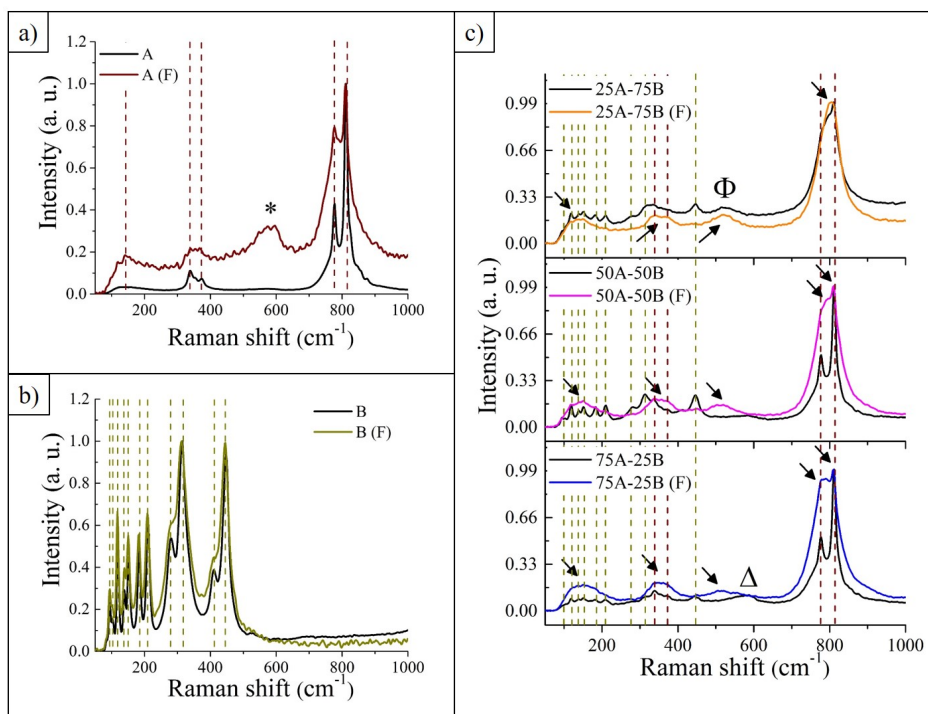 a)
1.2
1.0
0.8
0.6
0.4
0.2
0.0
Intensity (a. u.)
A
A (F)
*
0 200 400 600 800 1000
Raman shift (cm-1)
b)
1.2
1.0
0.8
0.6
0.4
0.2
0.0
Intensity (a. u.)
B
B (F)
200 400 600 800 1000
Raman shift (cm-1)
c)
Intensity (a. u.)
25A-75B
25A-75B (F)
0.99
0.66
0.33
0.00
Φ
50A-50B
50A-50B (F)
0.99
0.66
0.33
0.00
75A-25B
75A-25B (F)
0.99
0.66
0.33
0.00
Δ
200 400 600 800 1000
Raman shift (cm-1)